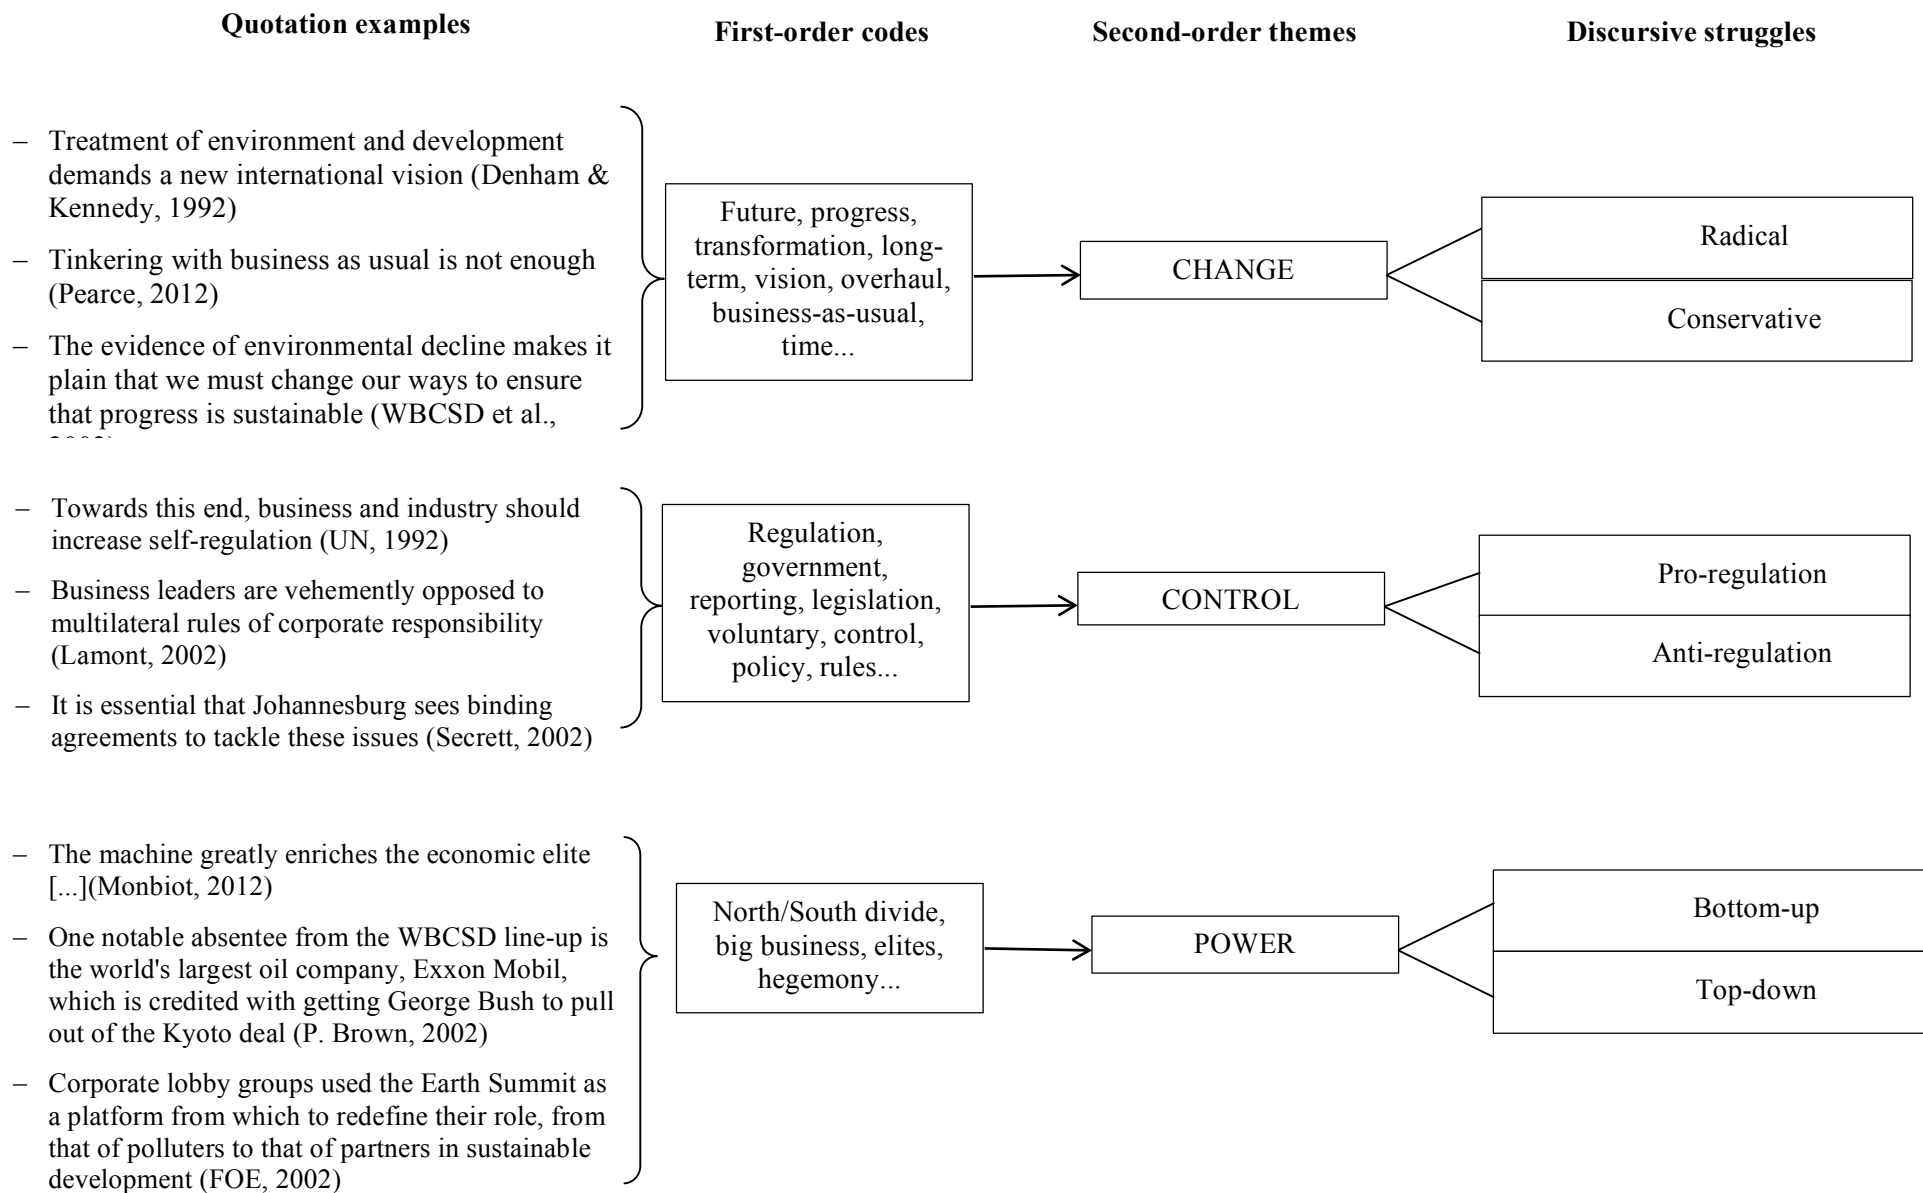 Quotation examples
First-order codes
Second-order themes
Discursive struggles
– Treatment of environment and development
demands a new international vision (Denham &
Kennedy, 1992)
– Tinkering with business as usual is not enough
(Pearce, 2012)
– The evidence of environmental decline makes it
plain that we must change our ways to ensure
that progress is sustainable (WBCSD et al.,
Future, progress,
transformation, long-
term, vision, overhaul,
business-as-usual,
time...
CHANGE
Radical
Conservative
– Towards this end, business and industry should
increase self-regulation (UN, 1992)
– Business leaders are vehemently opposed to
multilateral rules of corporate responsibility
(Lamont, 2002)
– It is essential that Johannesburg sees binding
agreements to tackle these issues (Secrett, 2002)
Regulation,
government,
reporting, legislation,
voluntary, control,
policy, rules...
CONTROL
Pro-regulation
Anti-regulation
– The machine greatly enriches the economic elite
[...](Monbiot, 2012)
– One notable absentee from the WBCSD line-up is
the world's largest oil company, Exxon Mobil,
which is credited with getting George Bush to pull
out of the Kyoto deal (P. Brown, 2002)
– Corporate lobby groups used the Earth Summit as
a platform from which to redefine their role, from
that of polluters to that of partners in sustainable
development (FOE, 2002)
North/South divide,
big business, elites,
hegemony...
POWER
Bottom-up
Top-down